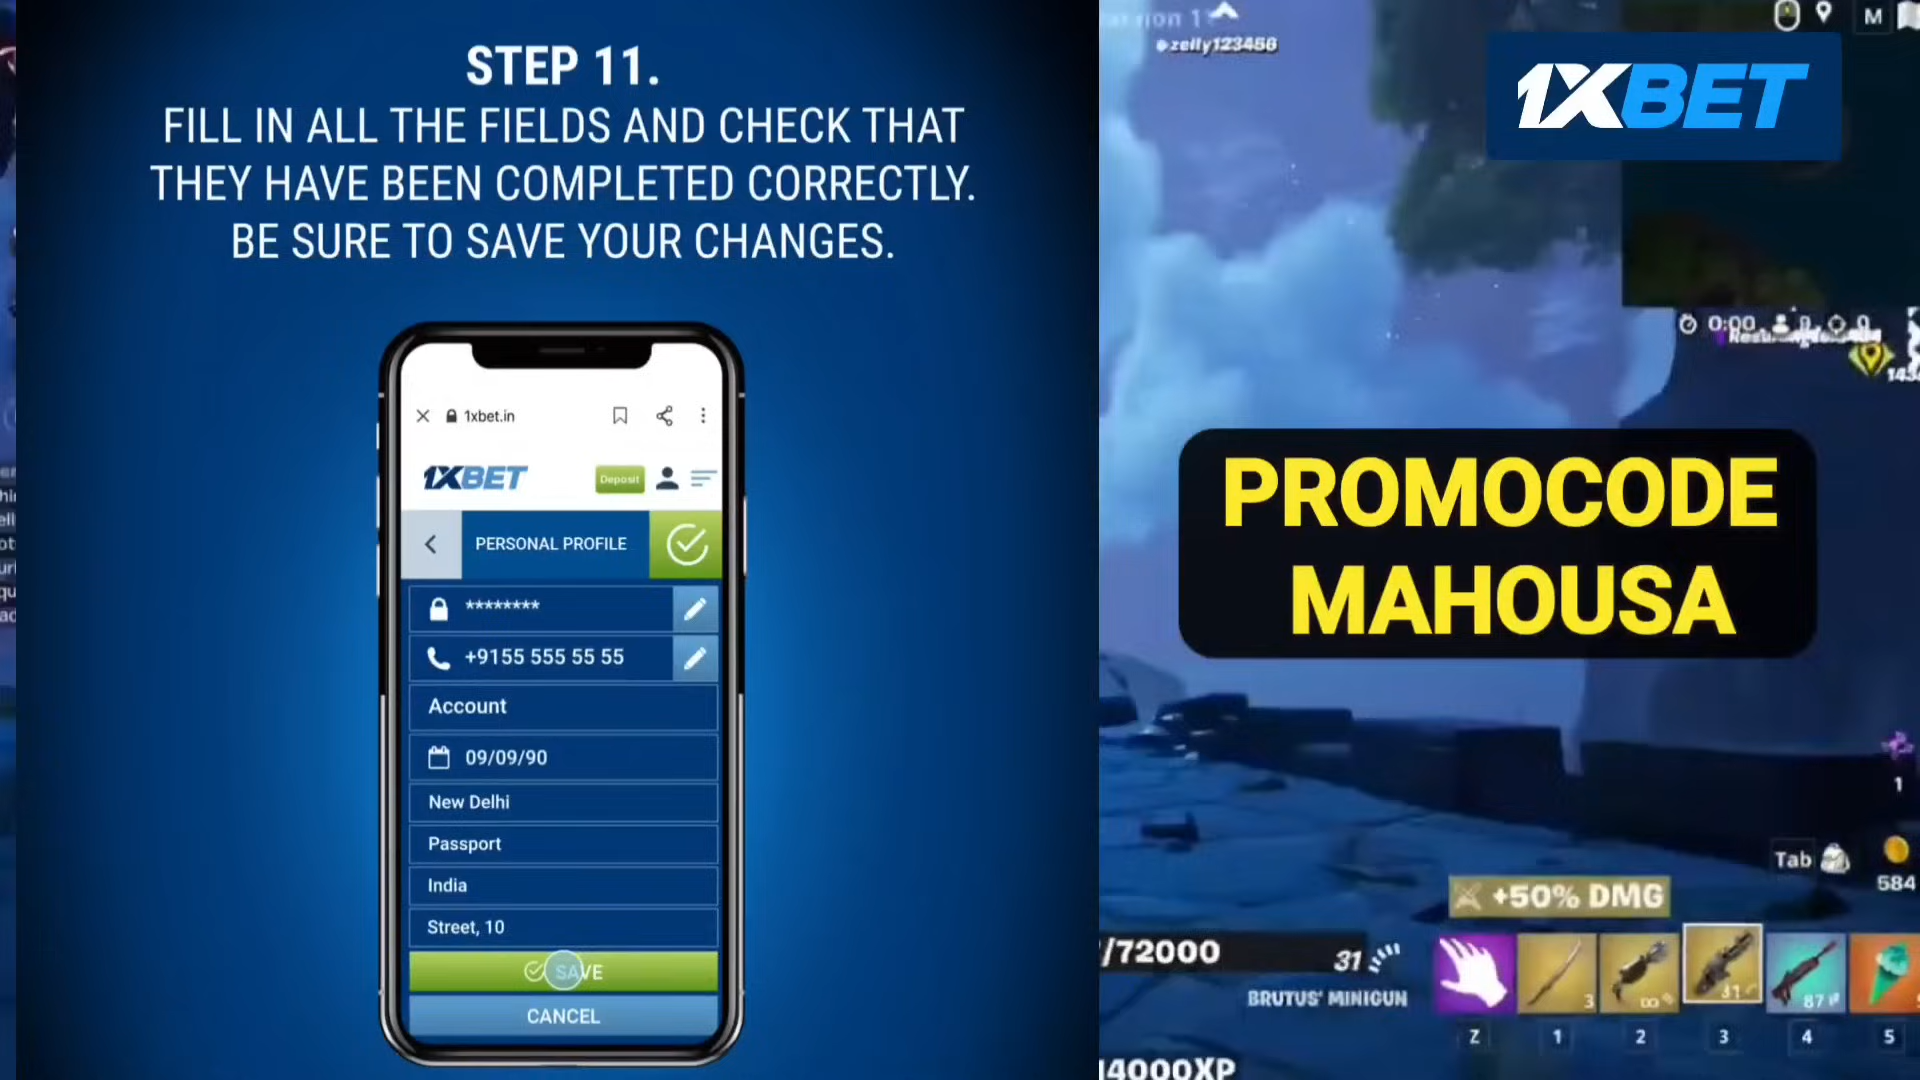 STEP 11.
FILL IN ALL THE FIELDS AND CHECK THAT
THEY HAVE BEEN COMPLETED CORRECTLY.
BE SURE TO SAVE YOUR CHANGES.
1xbet.in
1XBET
Deposit
PERSONAL PROFILE
********
+9155 555 55 55
Account
09/09/90
New Delhi
Passport
India
Street, 10
SAVE
CANCEL
zelly123456
M
1XBET
0:00
PROMOCODE
MAHOUSA
1
Tab
584
+50% DMG
/72000
31
BRUTUS' MINIGUN
3
31
87
Z
1
2
3
4
5
14000XP